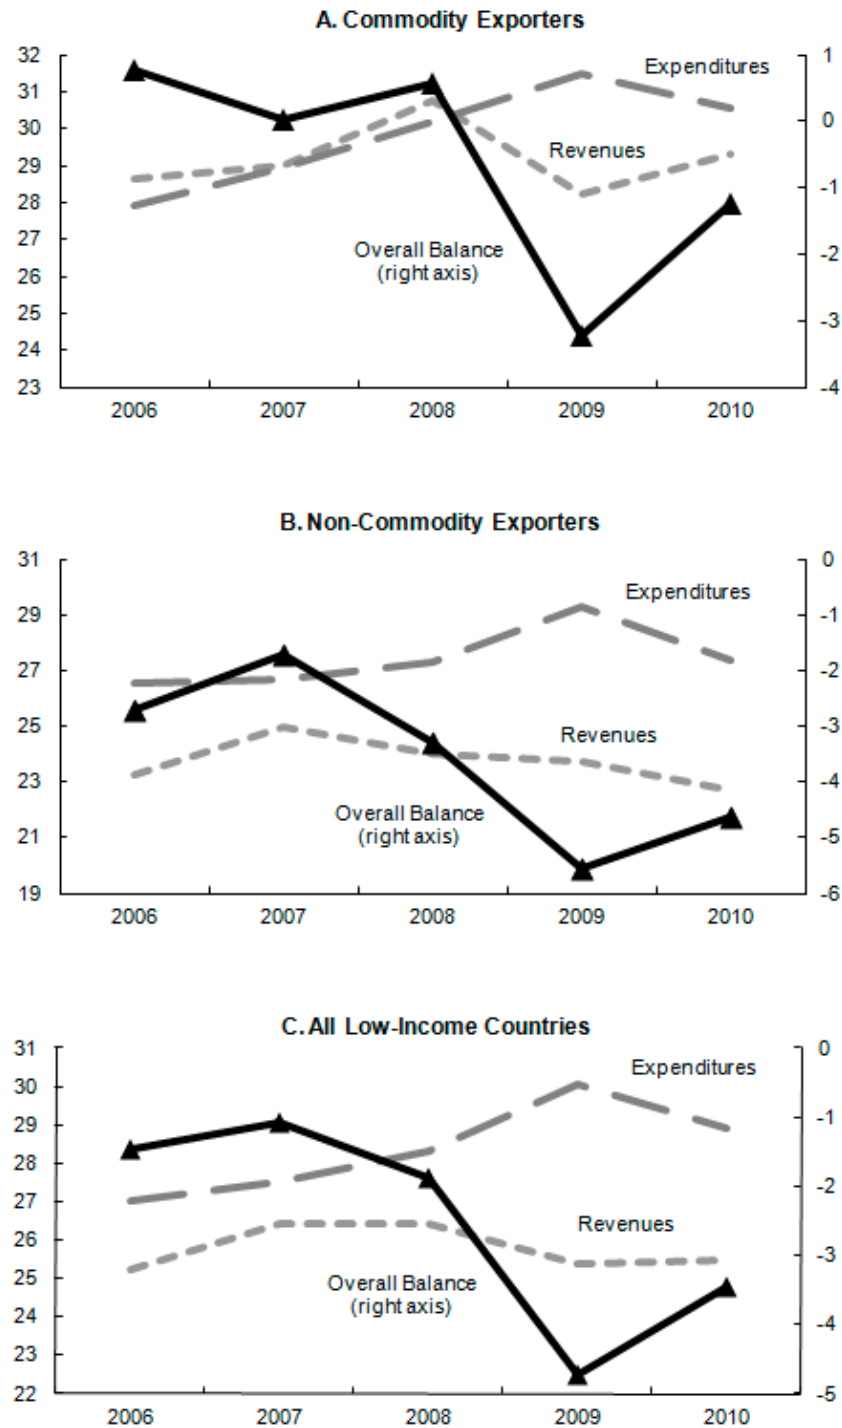 A. Commodity Exporters
32
31
30
29
28
27
26
25
24
23
1
0
-1
-2
-3
-4
Expenditures
Revenues
Overall Balance
(right axis)
2006 2007 2008 2009 2010
B. Non-Commodity Exporters
31
29
27
25
23
21
19
0
-1
-2
-3
-4
-5
-6
Expenditures
Revenues
Overall Balance
(right axis)
2006 2007 2008 2009 2010
C. All Low-Income Countries
31
30
29
28
27
26
25
24
23
22
0
-1
-2
-3
-4
-5
Expenditures
Revenues
Overall Balance
(right axis)
2006 2007 2008 2009 2010